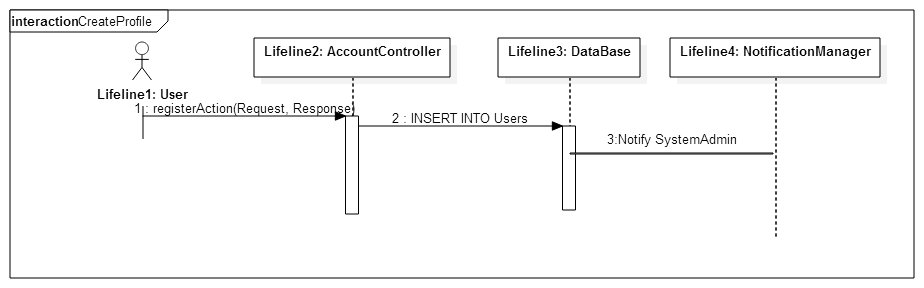 interactionCreateProfile
Lifeline1: User
Lifeline2: AccountController
Lifeline3: DataBase
Lifeline4: NotificationManager
1 : registerAction(Request, Response)
2 : INSERT INTO Users
3:Notify SystemAdmin